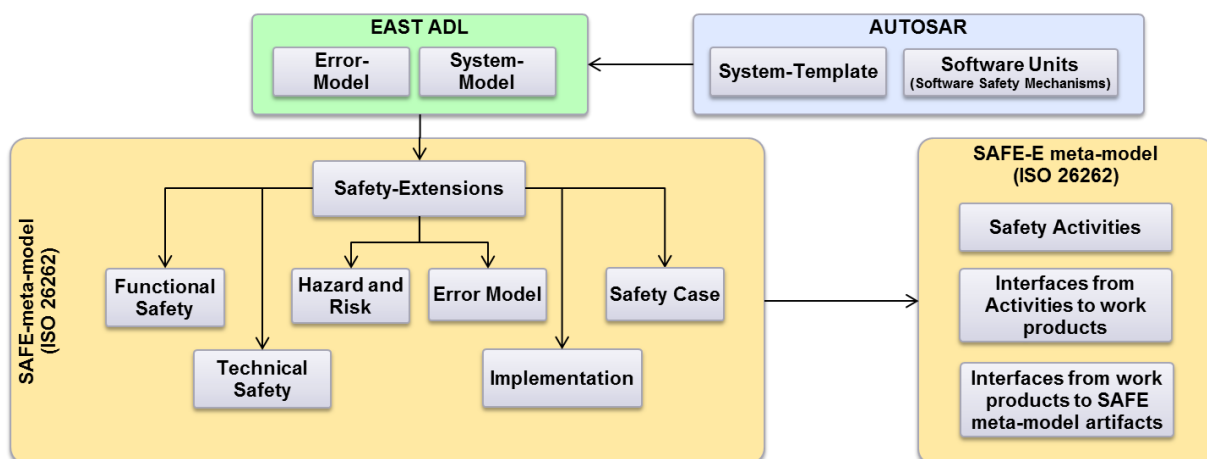 EAST ADL
Error-
Model
System-
Model
AUTOSAR
System-Template
Software Units
(Software Safety Mechanisms)
SAFE-meta-model
(ISO 26262)
Safety-Extensions
Functional
Safety
Hazard and
Risk
Error Model
Safety Case
Technical
Safety
Implementation
SAFE-E meta-model
(ISO 26262)
Safety Activities
Interfaces from
Activities to work
products
Interfaces from work
products to SAFE
meta-model artifacts